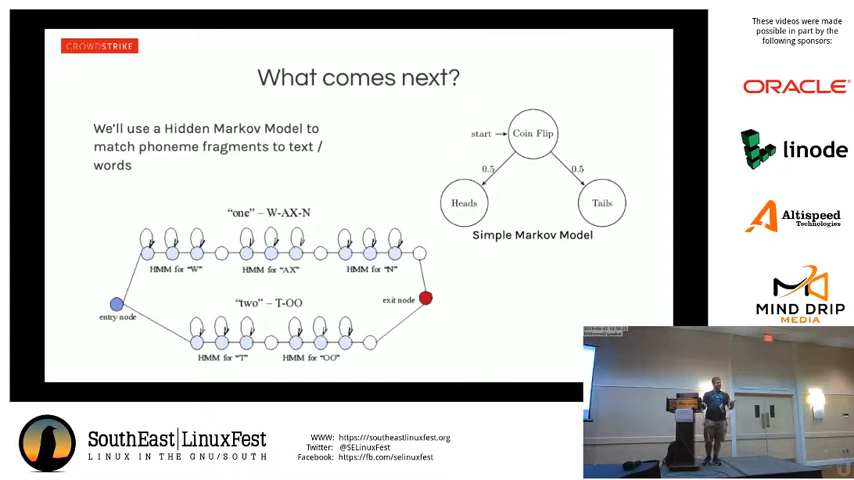 CROWDSTRIKE
What comes next?
We'll use a Hidden Markov Model to
match phoneme fragments to text /
words
start
Coin Flip
0.5
0.5
Heads
Tails
Simple Markov Model
"one" – W-AX-N
HMM for "W"
HMM for "AX"
HMM for "N"
entry node
exit node
"two" – T-OO
HMM for "T"
HMM for "OO"
These videos were made
possible in part by the
following sponsors:
ORACLE
linode
Altispeed
Technologies
MIND DRIP
MEDIA
SouthEast|LinuxFest
LINUX IN THE GNU/SOUTH
WWW: https://southeastlinuxfest.org
Twitter: @SELinuxFest
Facebook: https://fb.com/selinuxfest